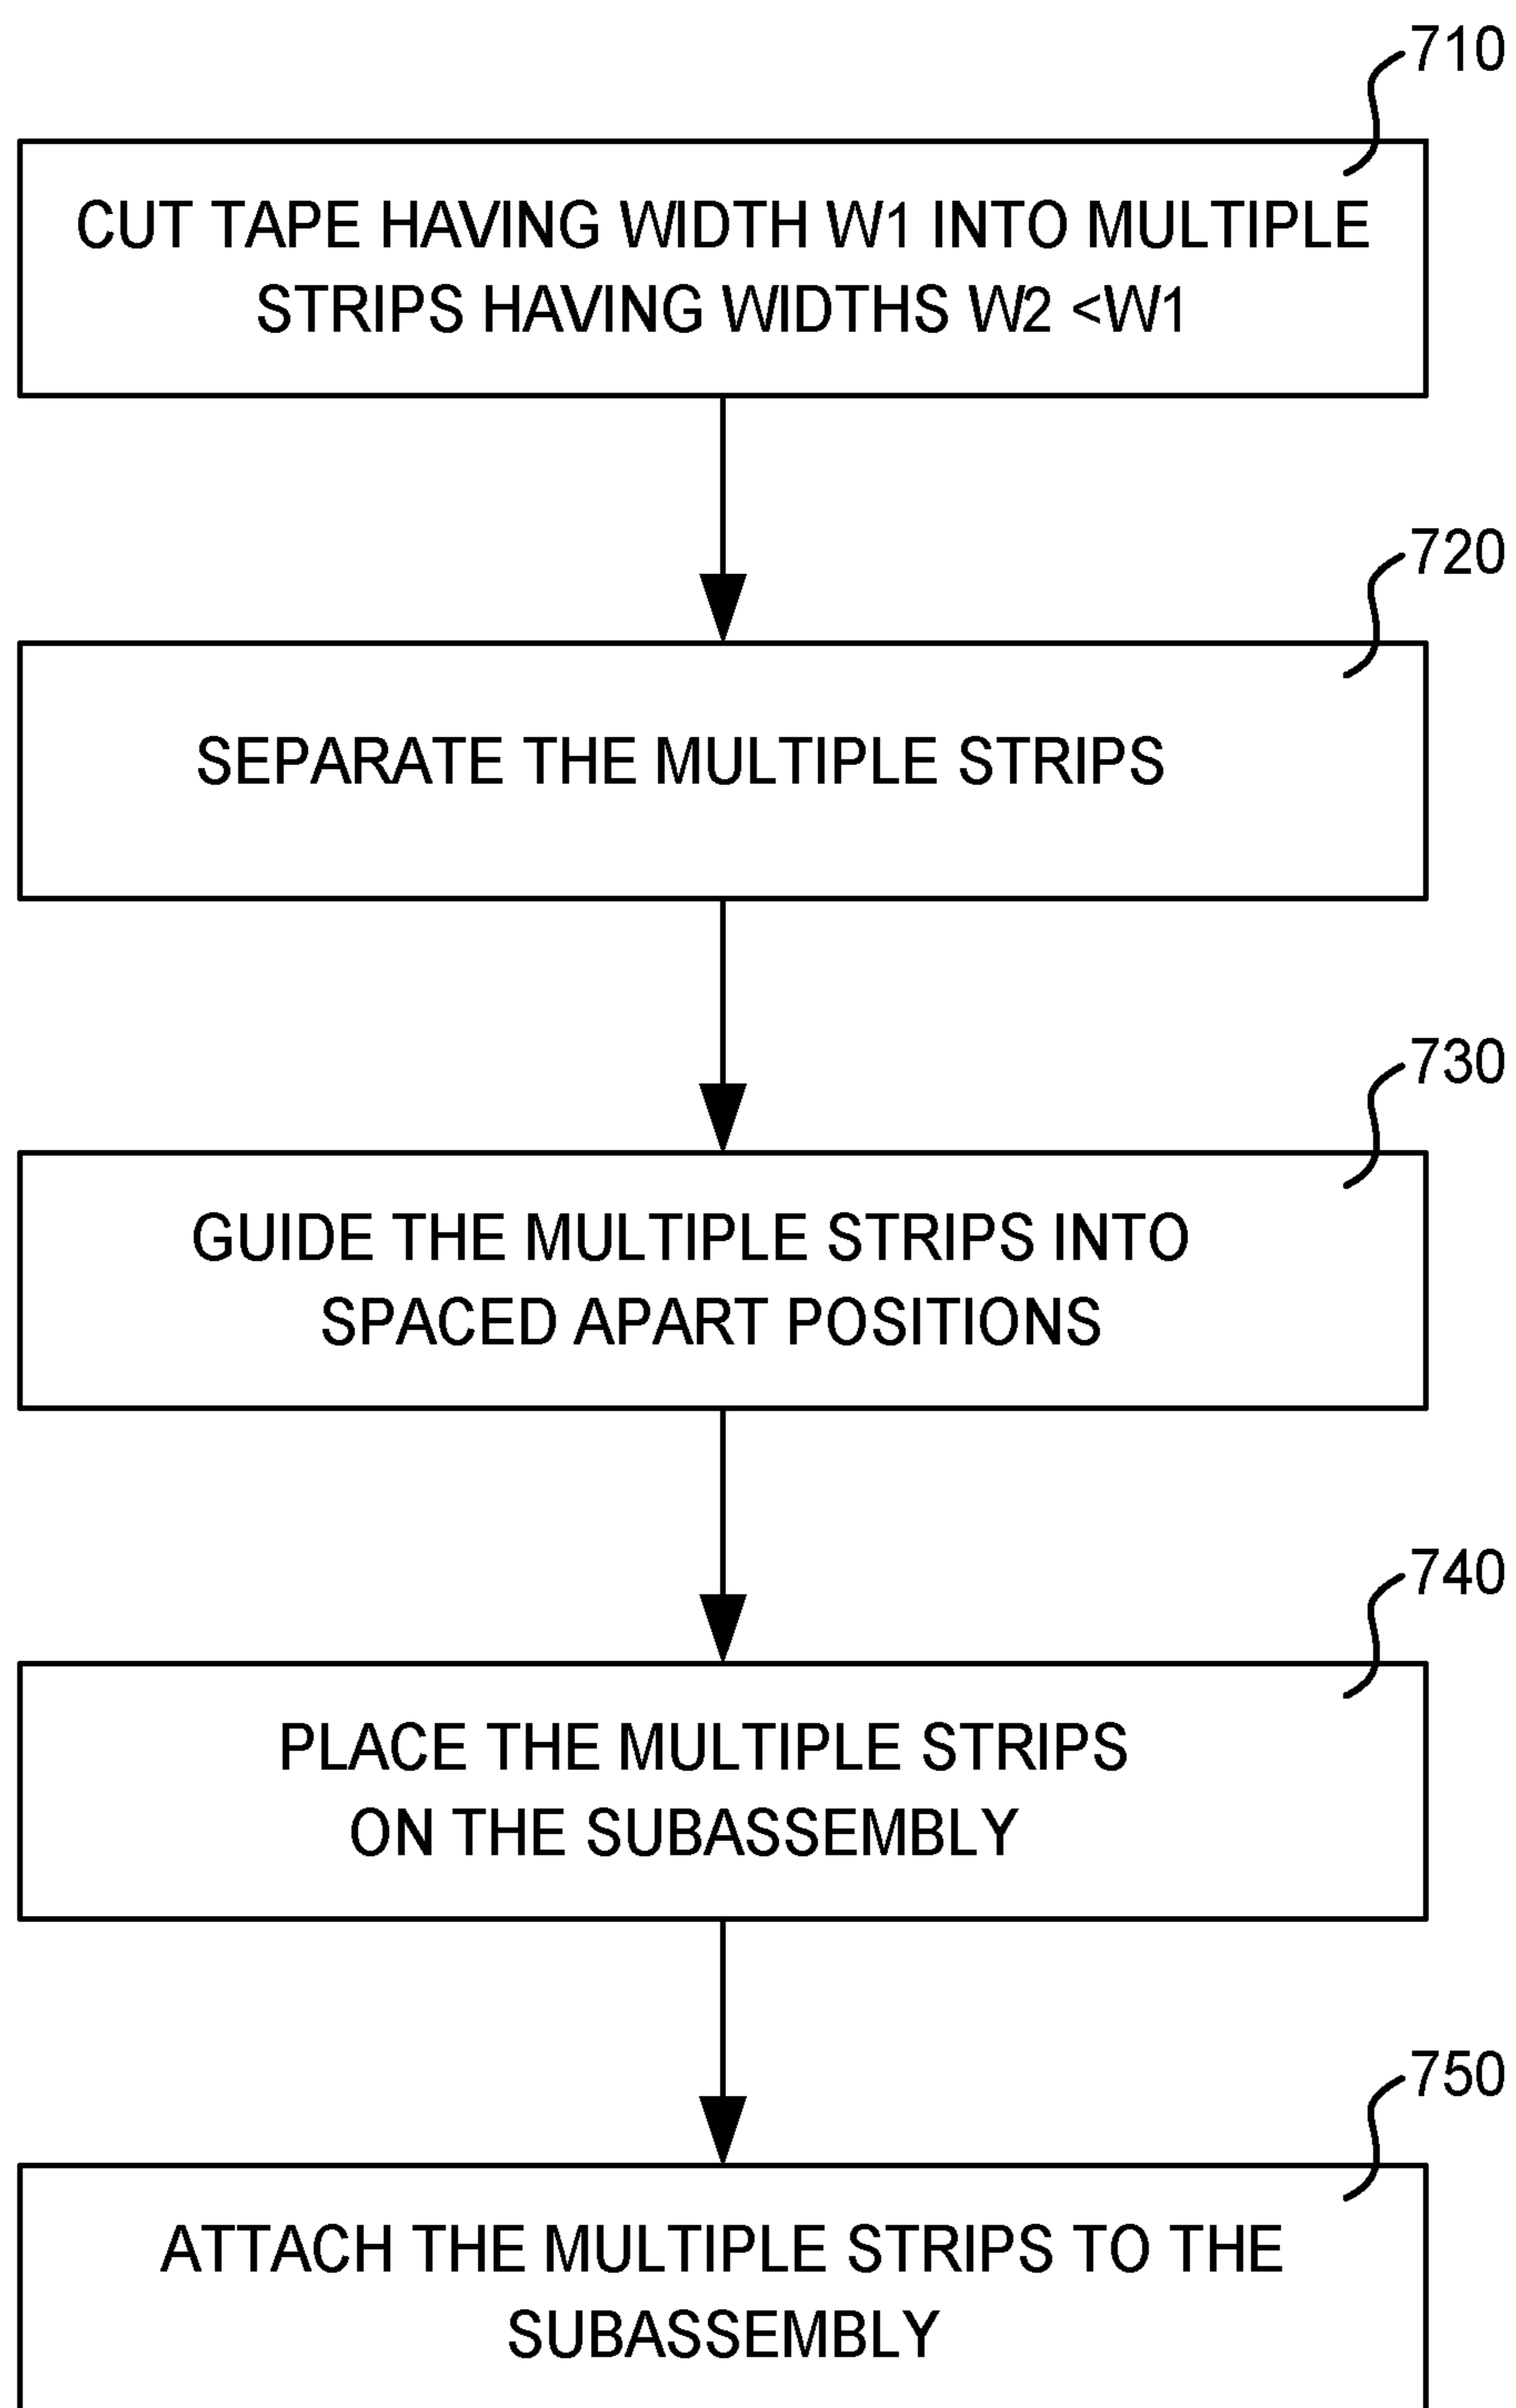 710
CUT TAPE HAVING WIDTH W1 INTO MULTIPLE
STRIPS HAVING WIDTHS W2 <W1
720
SEPARATE THE MULTIPLE STRIPS
730
GUIDE THE MULTIPLE STRIPS INTO
SPACED APART POSITIONS
740
PLACE THE MULTIPLE STRIPS
ON THE SUBASSEMBLY
750
ATTACH THE MULTIPLE STRIPS TO THE
SUBASSEMBLY